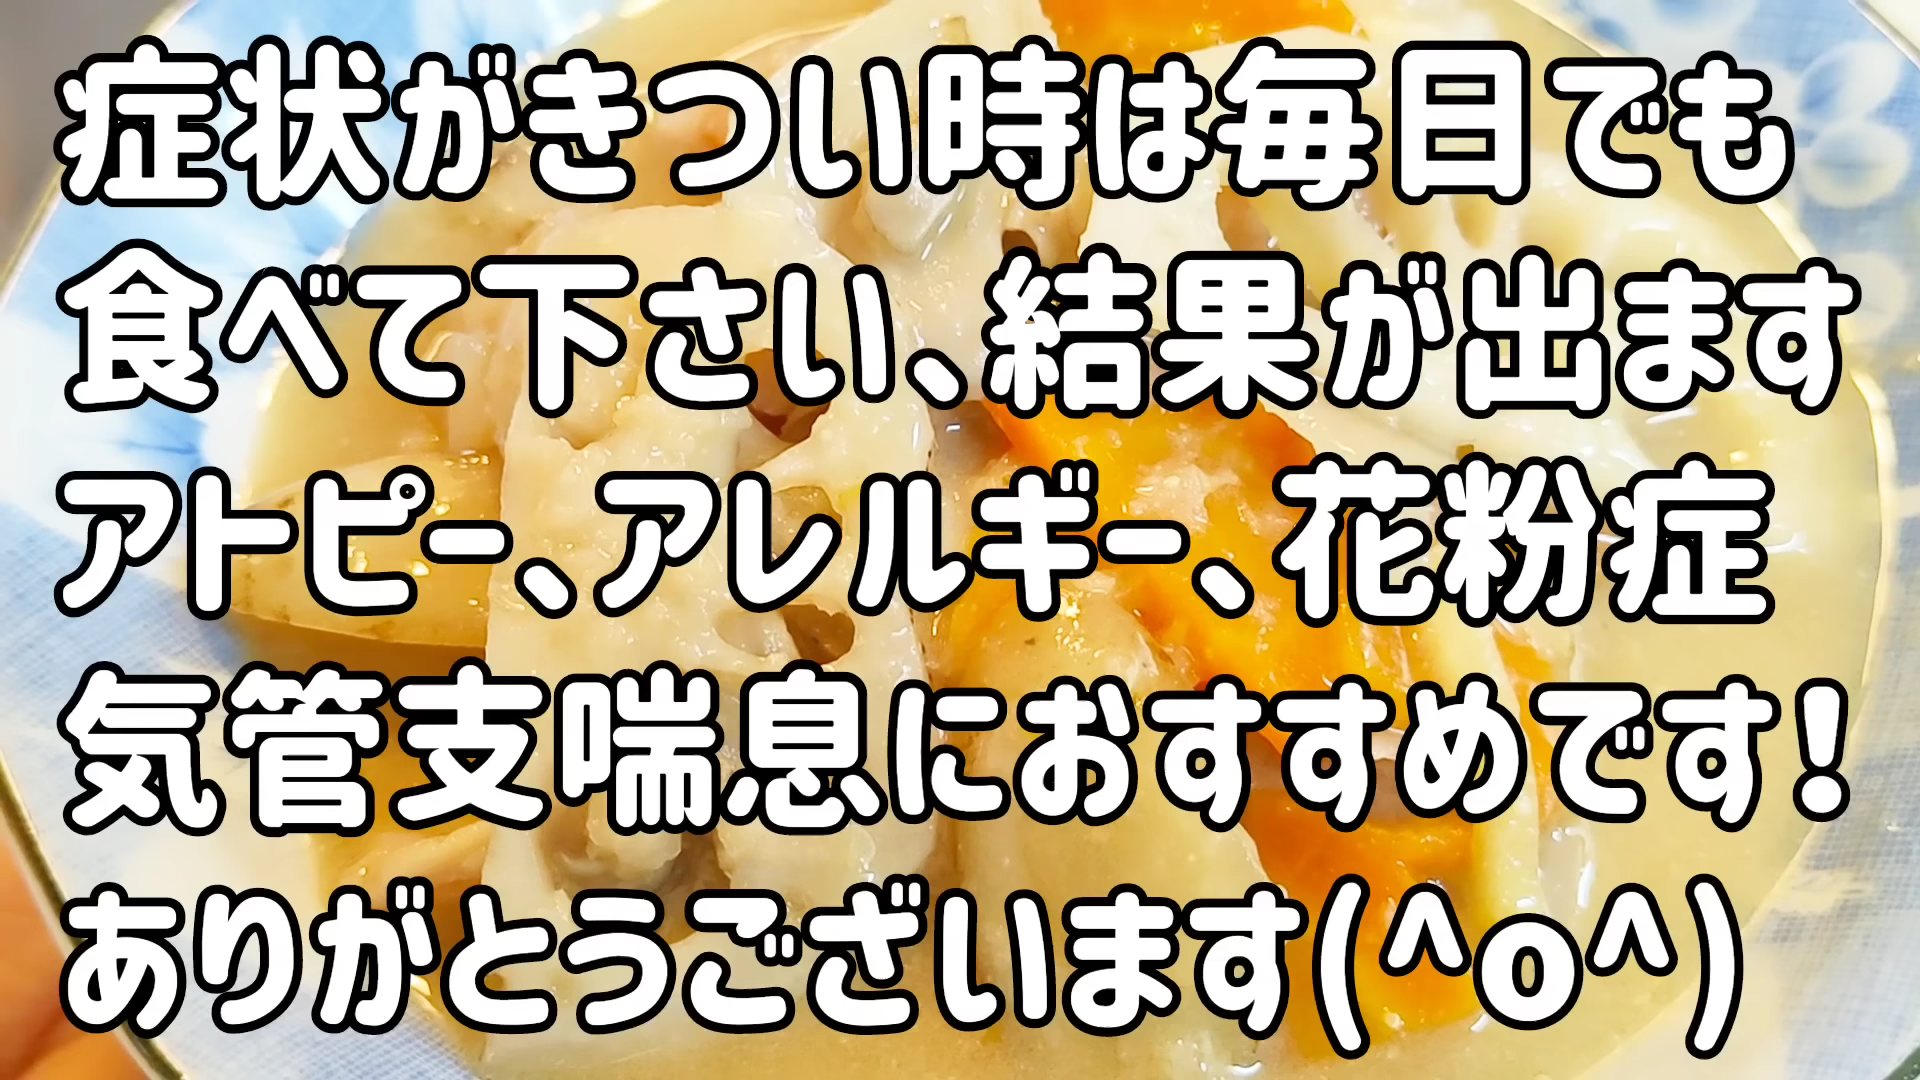 症状がきつい時は毎日でも
食べて下さい、結果が出ます
アトピー、アレルギー、花粉症
気管支喘息におすすめです!
ありがとうございます(^o^)